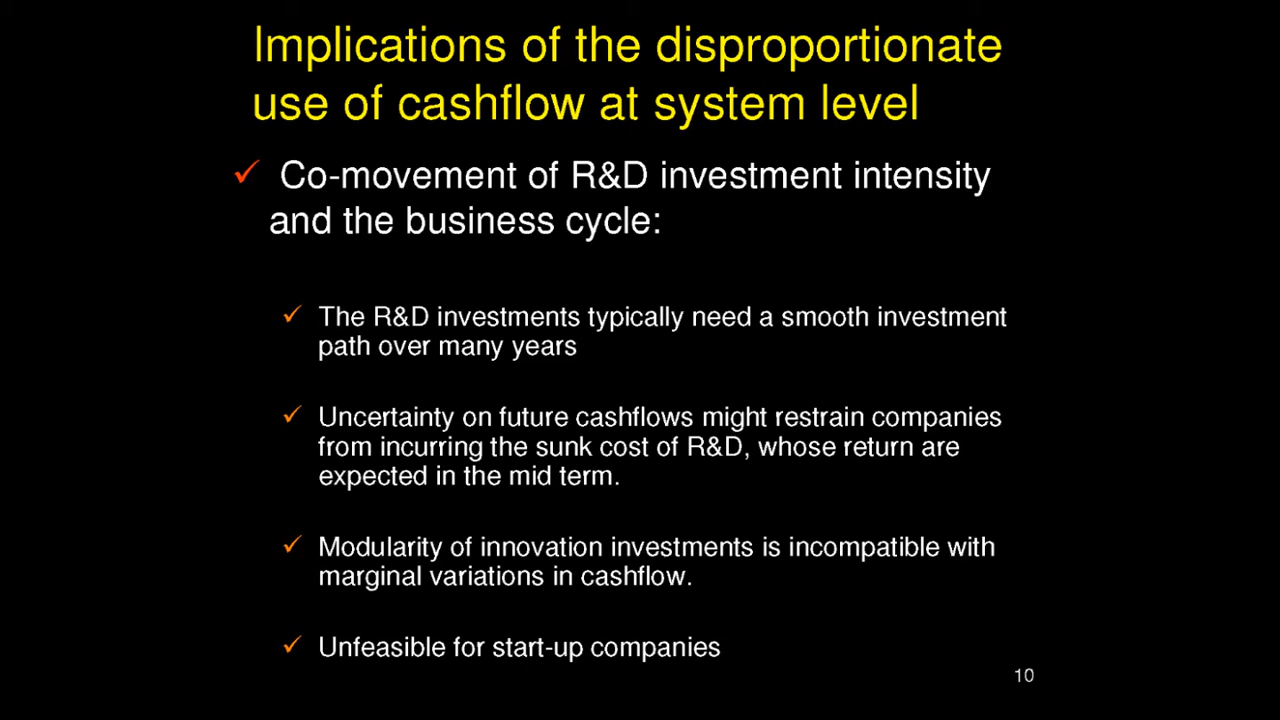 Implications of the disproportionate
use of cashflow at system level
✓ Co-movement of R&D investment intensity
and the business cycle:
✓ The R&D investments typically need a smooth investment
path over many years
✓ Uncertainty on future cashflows might restrain companies
from incurring the sunk cost of R&D, whose return are
expected in the mid term.
✓ Modularity of innovation investments is incompatible with
marginal variations in cashflow.
✓ Unfeasible for start-up companies
10